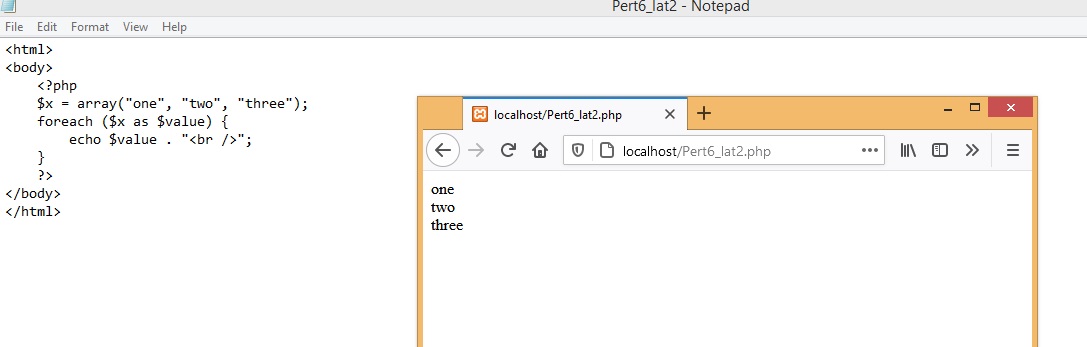 Pert6_lat2 - Notepad
File Edit Format View Help
<html>
<body>
    <?php
    $x = array("one", "two", "three");
    foreach ($x as $value) {
        echo $value . "<br />";
    }
    ?>
</body>
</html>
localhost/Pert6_lat2.php
localhost/Pert6_lat2.php
one
two
three